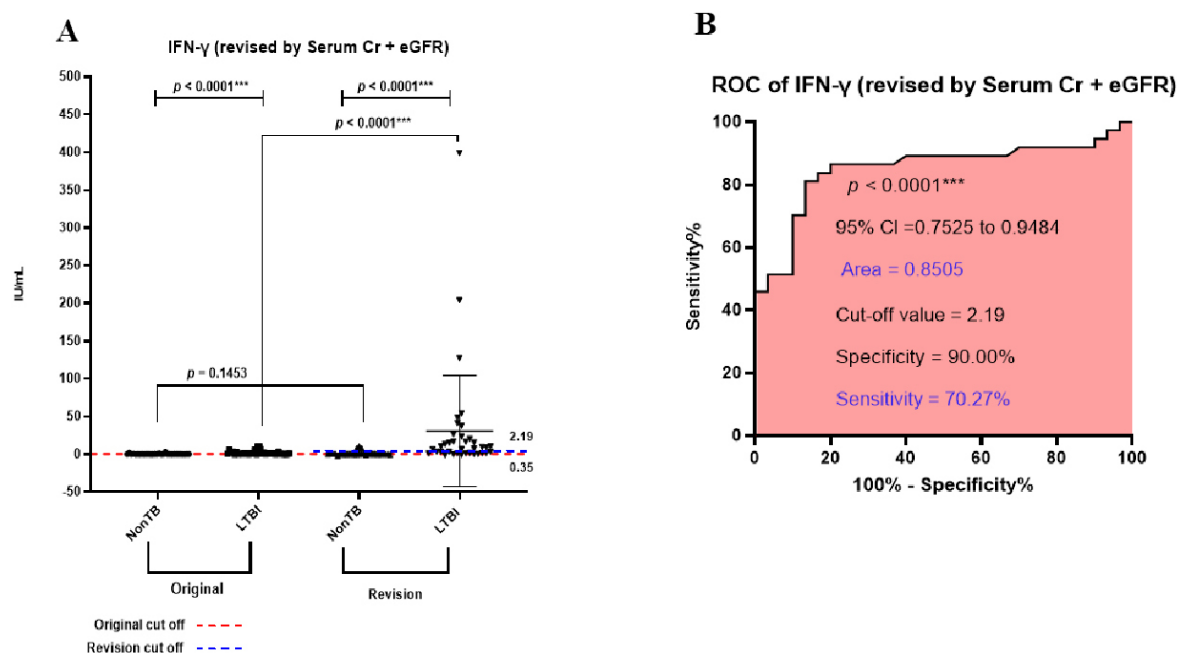 A
IFN-γ (revised by Serum Cr + eGFR)
500
450
400
350
300
250
200
150
100
50
0
-50
IU/mL
p < 0.0001***
p < 0.0001***
p < 0.0001***
p = 0.1453
2.19
0.35
NonTB
LTBI
NonTB
LTBI
Original
Revision
Original cut off
Revision cut off
B
ROC of IFN-γ (revised by Serum Cr + eGFR)
100
80
60
40
20
0
Sensitivity%
p < 0.0001***
95% CI =0.7525 to 0.9484
Area = 0.8505
Cut-off value = 2.19
Specificity = 90.00%
Sensitivity = 70.27%
0 20 40 60 80 100
100% - Specificity%